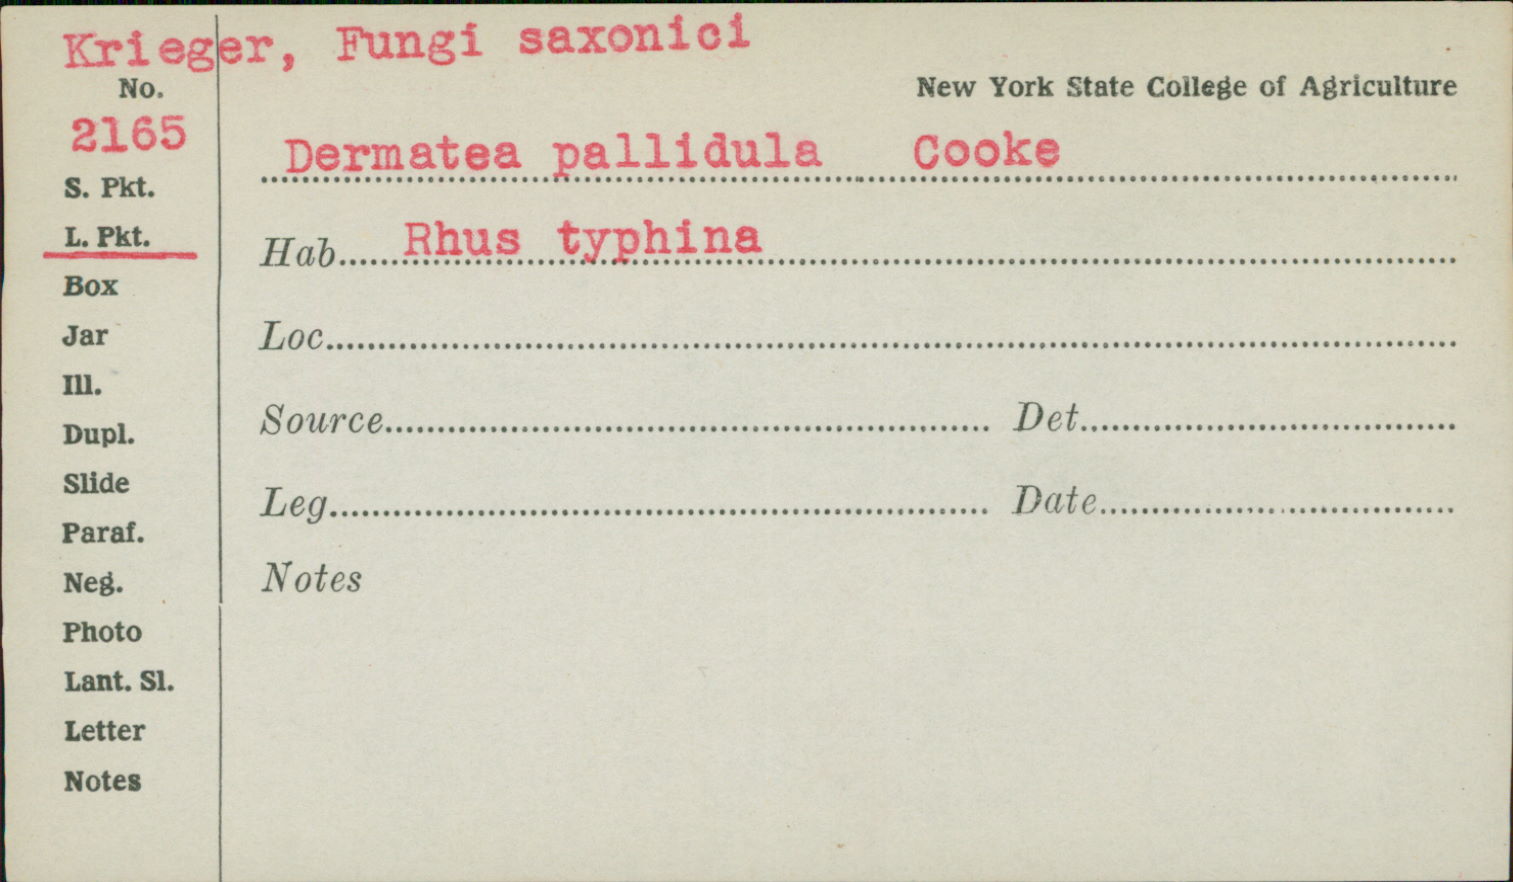 Krieger, Fungi saxonici
No.
New York State College of Agriculture
2165
Dermatea pallidula Cooke
S. Pkt.
L. Pkt.
Hab. Rhus typhina
Box
Jar
Loc.
Ill.
Source
Det.
Dupl.
Slide
Leg.
Date
Paraf.
Neg.
Notes
Photo
Lant. Sl.
Letter
Notes